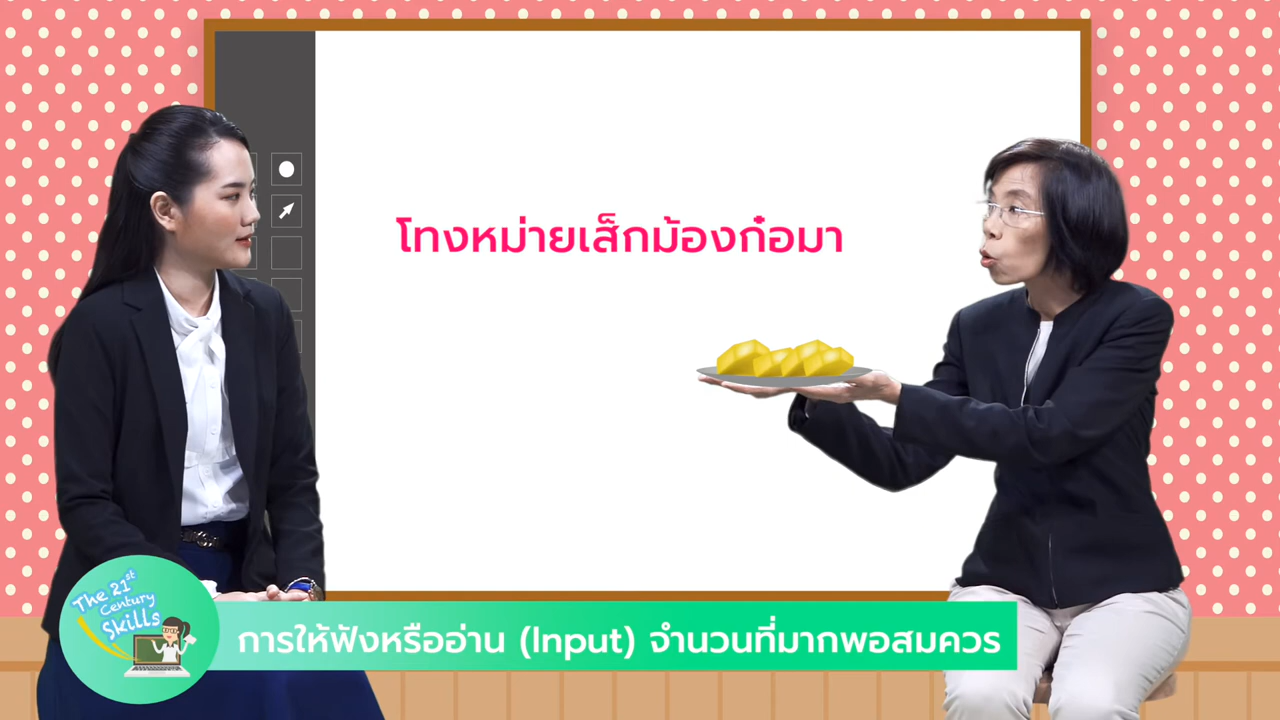 โทงหม่ายเส็กม้องก๋อมา
The 21st
Century
Skills
การให้ฟังหรืออ่าน (Input) จำนวนที่มากพอสมควร